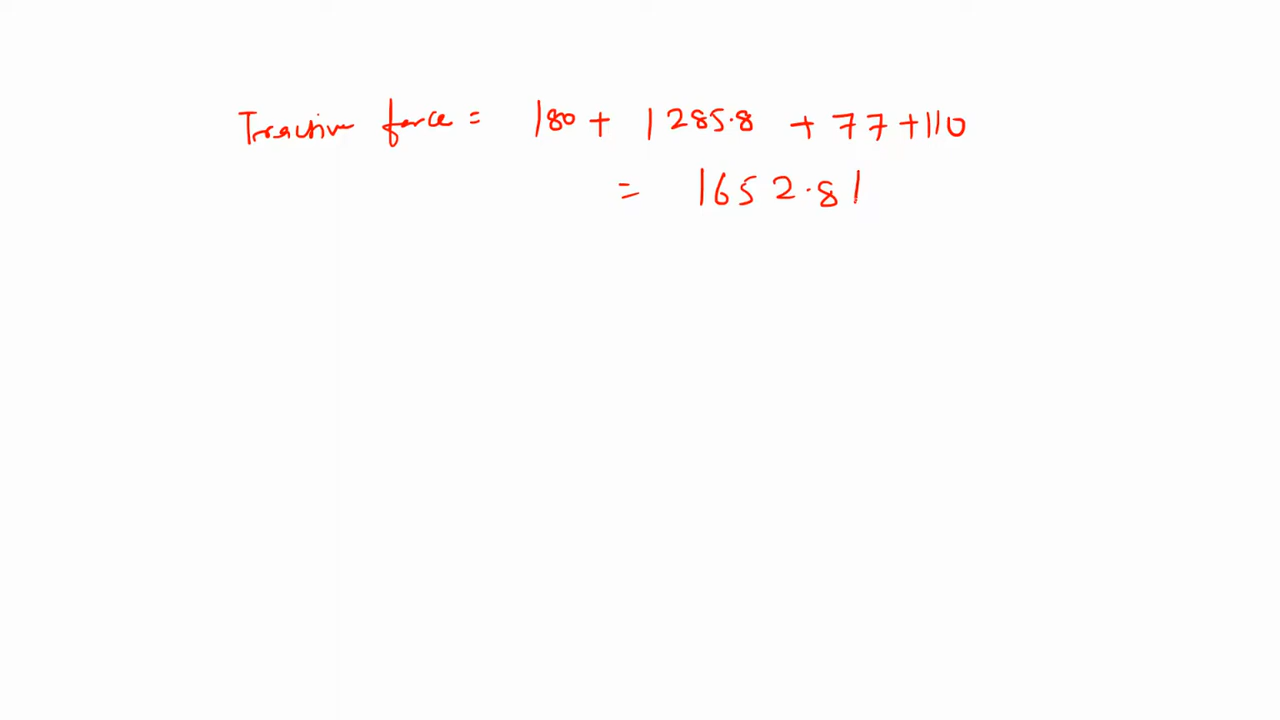 Tractive force = 180 + 1285.8 + 77 + 110
= 1652.81